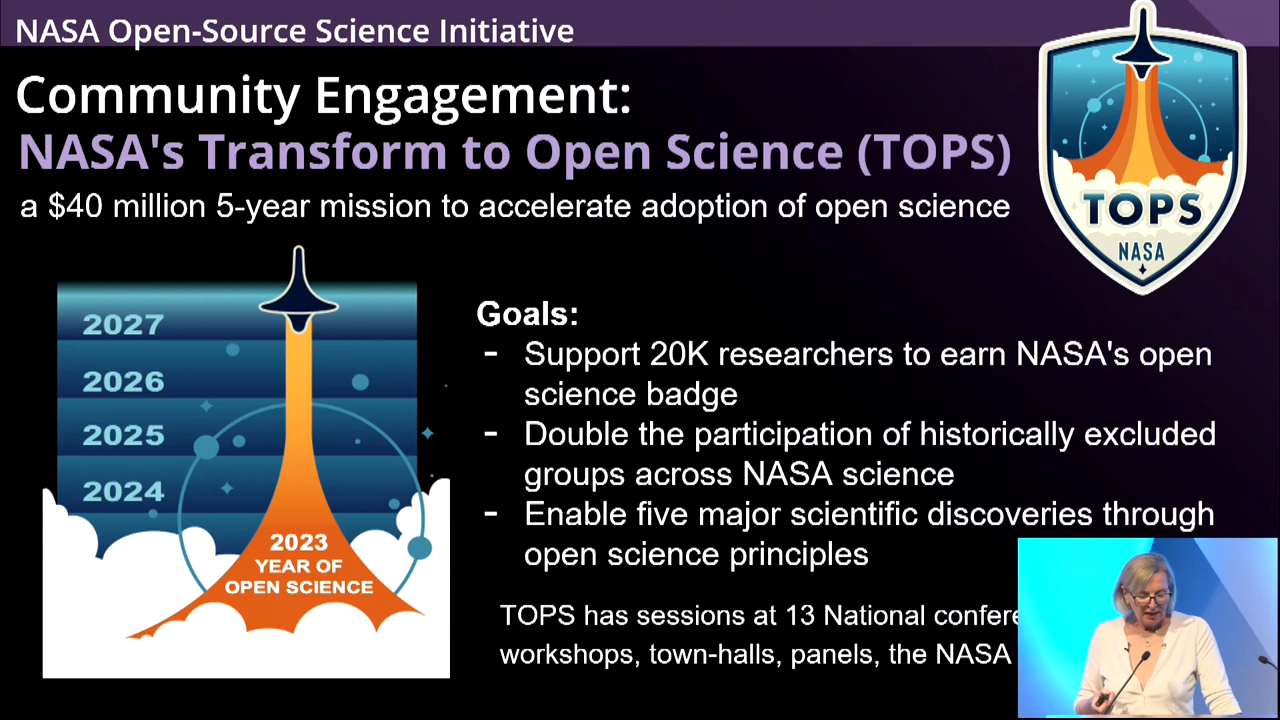 NASA Open-Source Science Initiative
Community Engagement:
NASA's Transform to Open Science (TOPS)
a $40 million 5-year mission to accelerate adoption of open science
TOPS
NASA
2027
2026
2025
2024
2023
YEAR OF
OPEN SCIENCE
Goals:
- Support 20K researchers to earn NASA's open
science badge
- Double the participation of historically excluded
groups across NASA science
- Enable five major scientific discoveries through
open science principles
TOPS has sessions at 13 National
workshops, town-halls, panels, the NASA